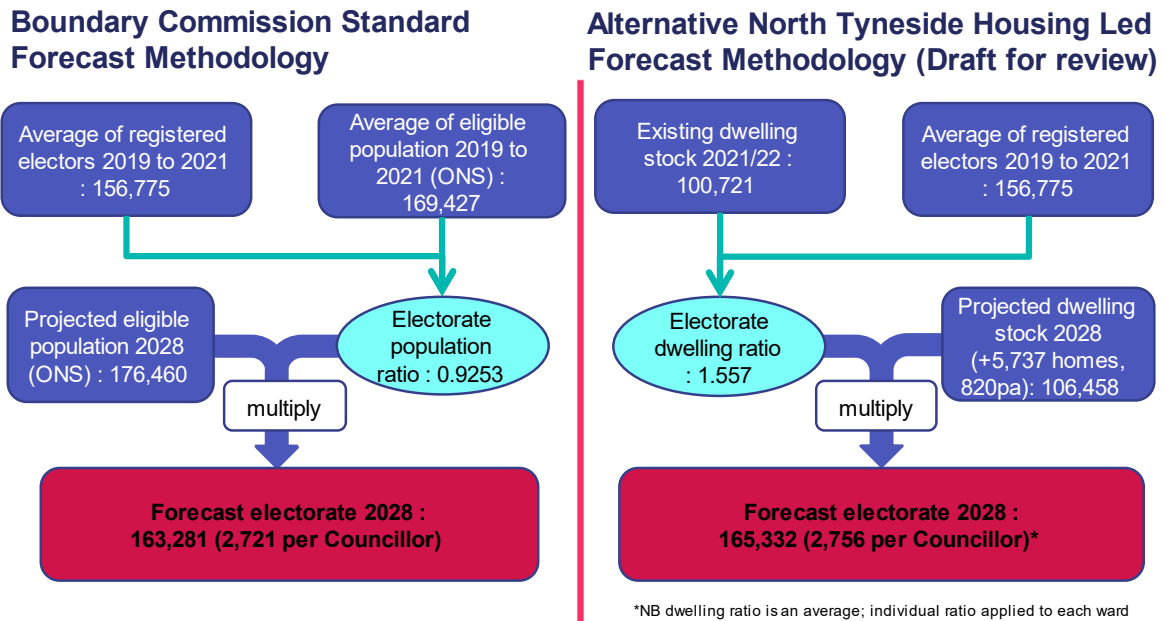 Boundary Commission Standard
Forecast Methodology
Average of registered
electors 2019 to 2021
: 156,775
Average of eligible
population 2019 to
2021 (ONS) :
169,427
Projected eligible
population 2028
(ONS) : 176,460
Electorate
population
ratio : 0.9253
multiply
Forecast electorate 2028 :
163,281 (2,721 per Councillor)
Alternative North Tyneside Housing Led
Forecast Methodology (Draft for review)
Existing dwelling
stock 2021/22 :
100,721
Average of registered
electors 2019 to 2021
: 156,775
Electorate
dwelling ratio
: 1.557
Projected dwelling
stock 2028
(+5,737 homes,
820pa): 106,458
multiply
Forecast electorate 2028 :
165,332 (2,756 per Councillor)*
*NB dwelling ratio is an average; individual ratio applied to each ward